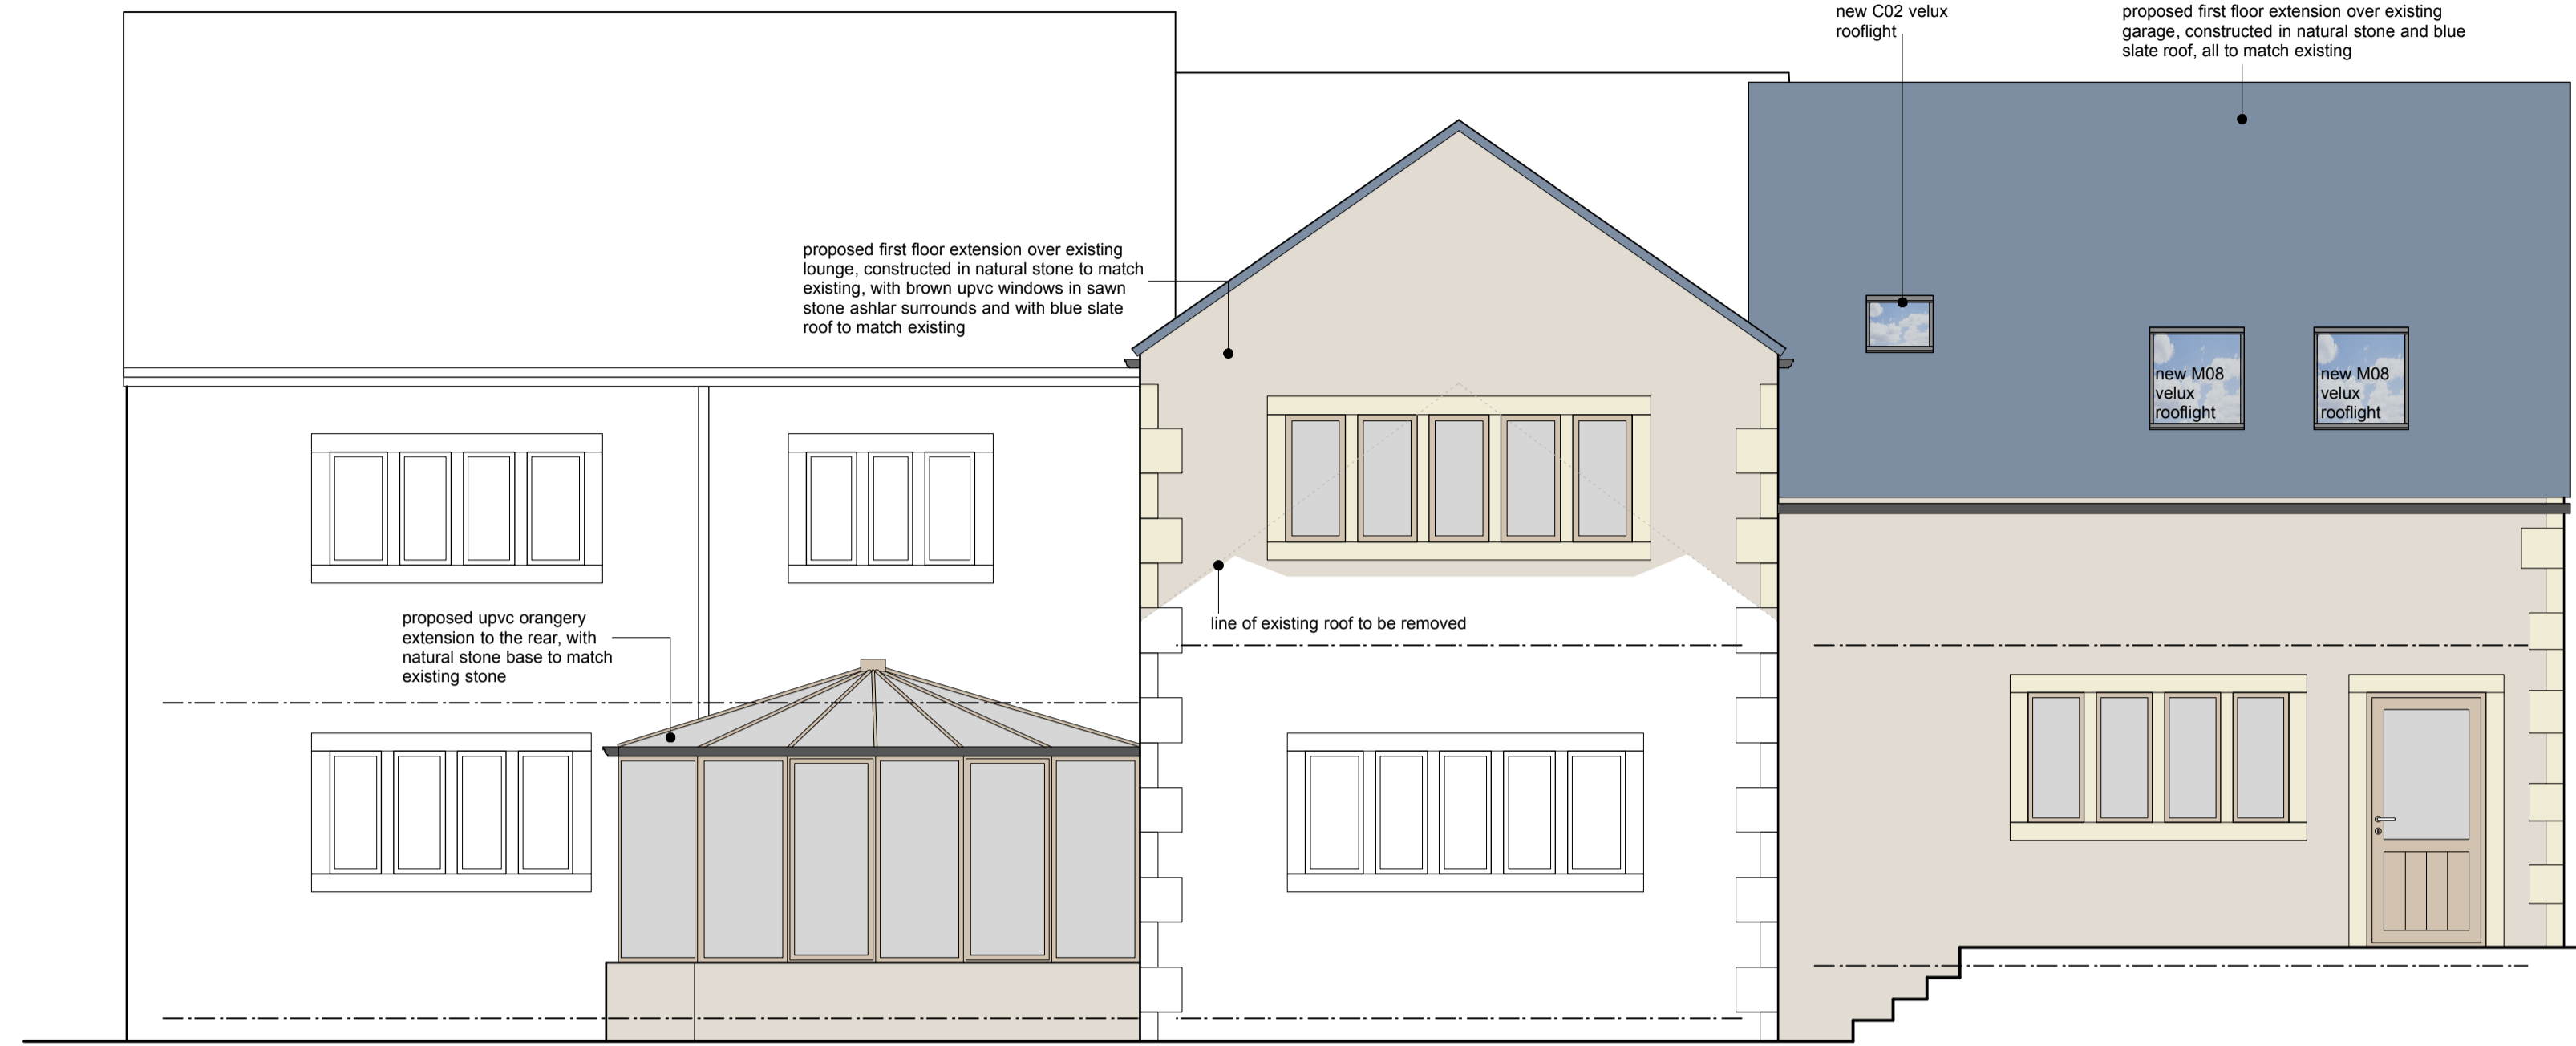 new C02 velux
rooflight
proposed first floor extension over existing
garage, constructed in natural stone and blue
slate roof, all to match existing
proposed first floor extension over existing
lounge, constructed in natural stone to match
existing, with brown upvc windows in sawn
stone ashlar surrounds and with blue slate
roof to match existing
new M08
velux
rooflight
new M08
velux
rooflight
proposed upvc orangery
extension to the rear, with
natural stone base to match
existing stone
line of existing roof to be removed